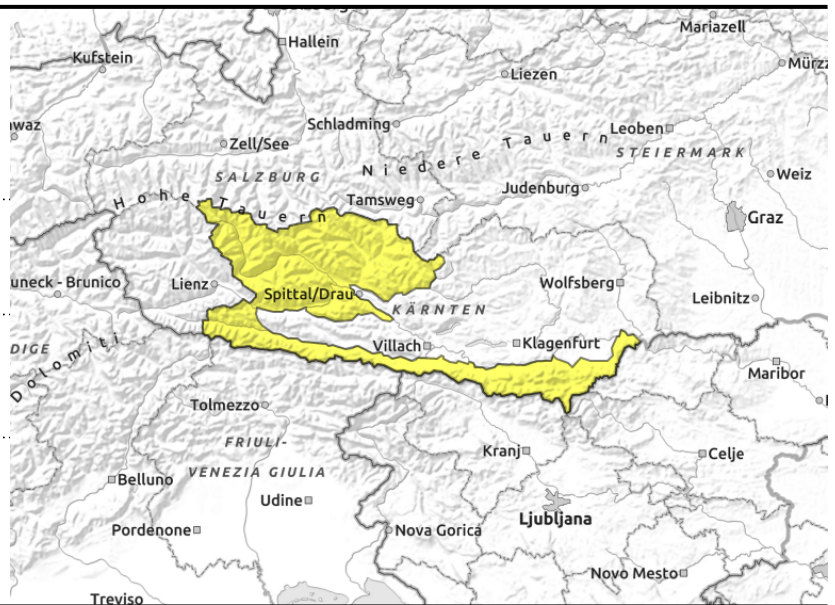 Mariazell
Hallein
Kufstein
Mürzz
Liezen
Schladming
Leoben
Zell/See
Niedere Tauern
STEIERMARK
SALZBURG
Weiz
Hohe Tauern
Tamsweg
Judenburg
Graz
uneck - Brunico
Lienz
Wolfsberg
Spittal/Drau
Leibnitz
KÄRNTEN
DIGE
Villach
Klagenfurt
Dolomiti
Maribor
Tolmezzo
FRIULI-
VENEZIA GIULIA
Kranj
Celje
Belluno
Udine
Ljubljana
Pordenone
Nova Gorica
Novo Mesto
Treviso